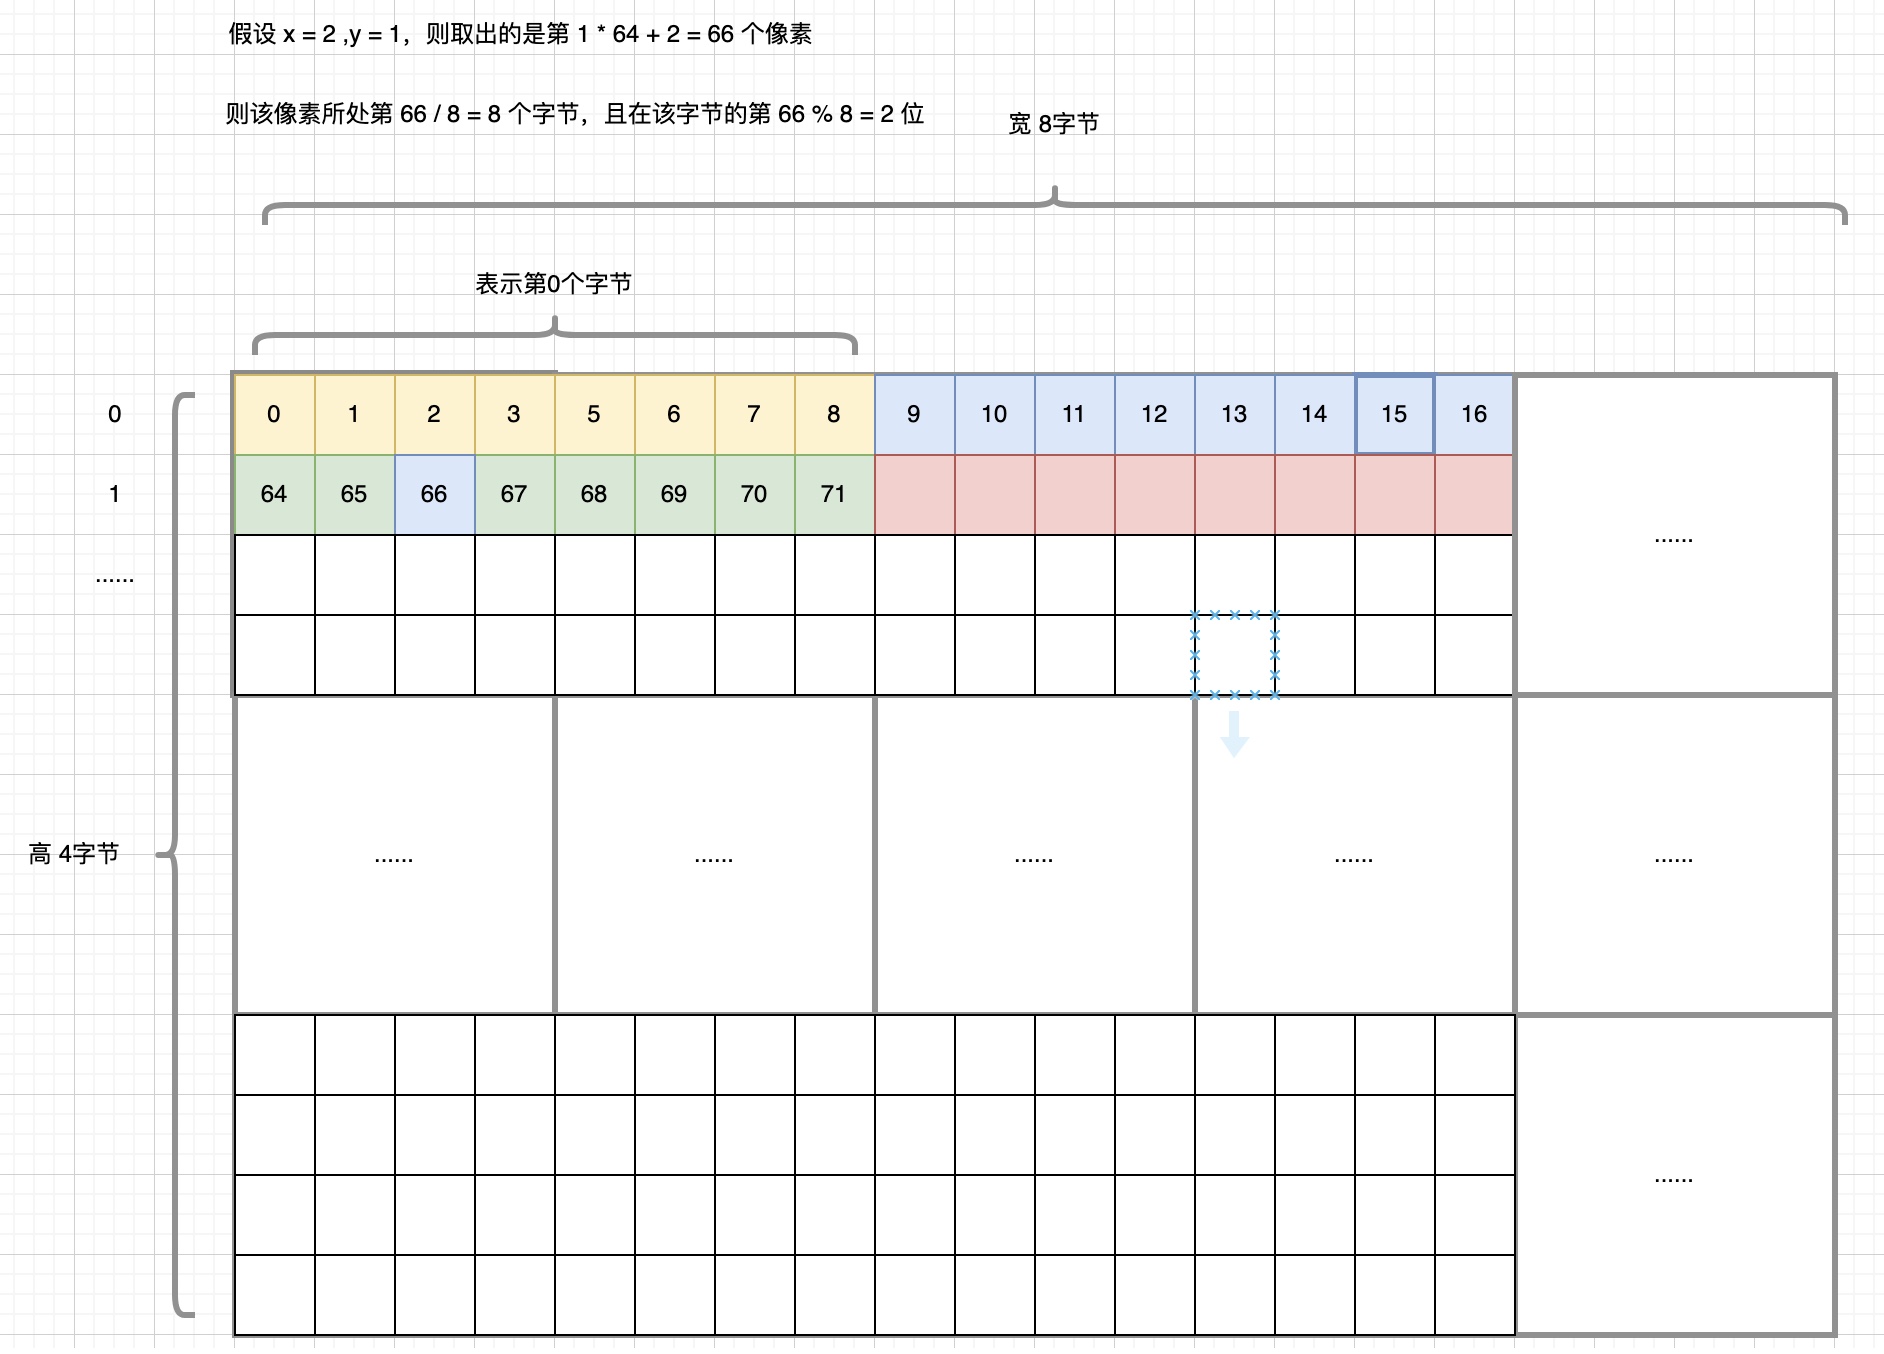 假设 x = 2 ,y = 1，则取出的是第 1 * 64 + 2 = 66 个像素
则该像素所处第 66 / 8 = 8 个字节，且在该字节的第 66 % 8 = 2 位
宽 8字节
表示第0个字节
0 0 1 2 3 5 6 7 8 9 10 11 12 13 14 15 16
1 64 65 66 67 68 69 70 71
......
......
高 4字节
...... ...... ...... ...... ......
......